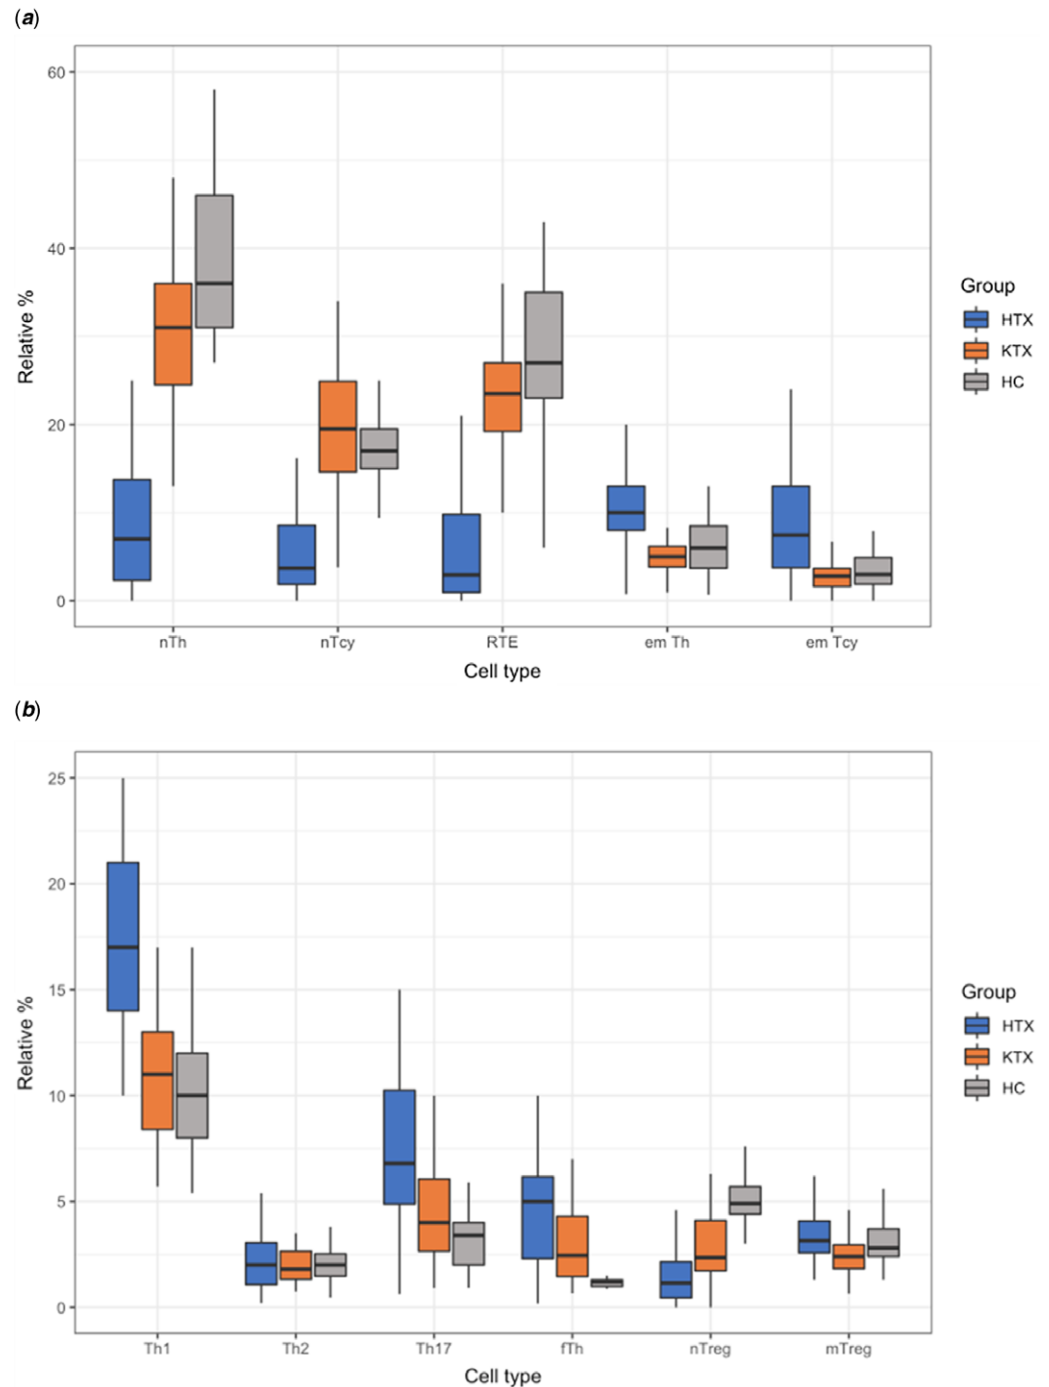 (a)
60
40
20
0
Relative %
nTh nTcy RTE em Th em Tcy
Cell type
Group
HTX
KTX
HC
(b)
25
20
15
10
5
0
Relative %
Th1 Th2 Th17 fTh nTreg mTreg
Cell type
Group
HTX
KTX
HC